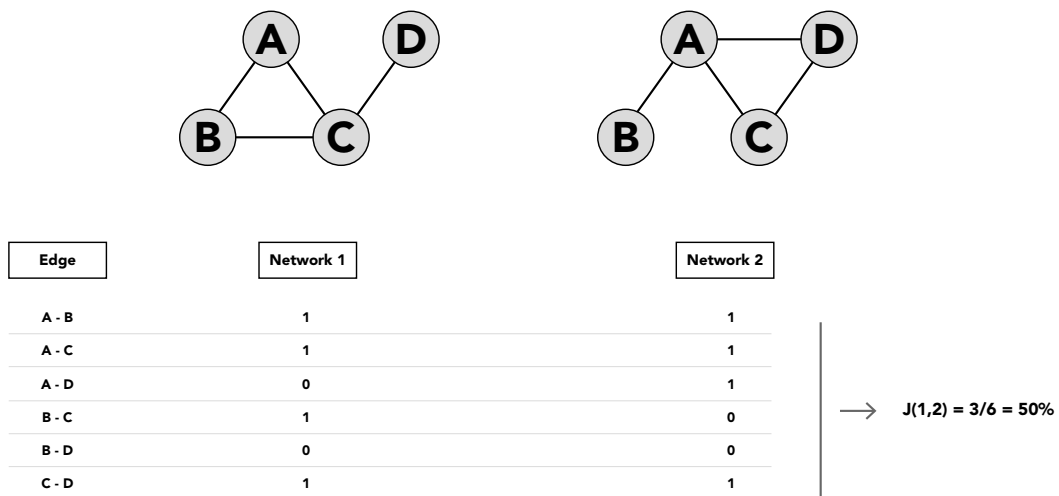 A D A D
B C B C
Edge Network 1 Network 2
A - B 1 1
A - C 1 1
A - D 0 1
B - C 1 0
J(1,2) = 3/6 = 50%
B - D 0 0
C - D 1 1